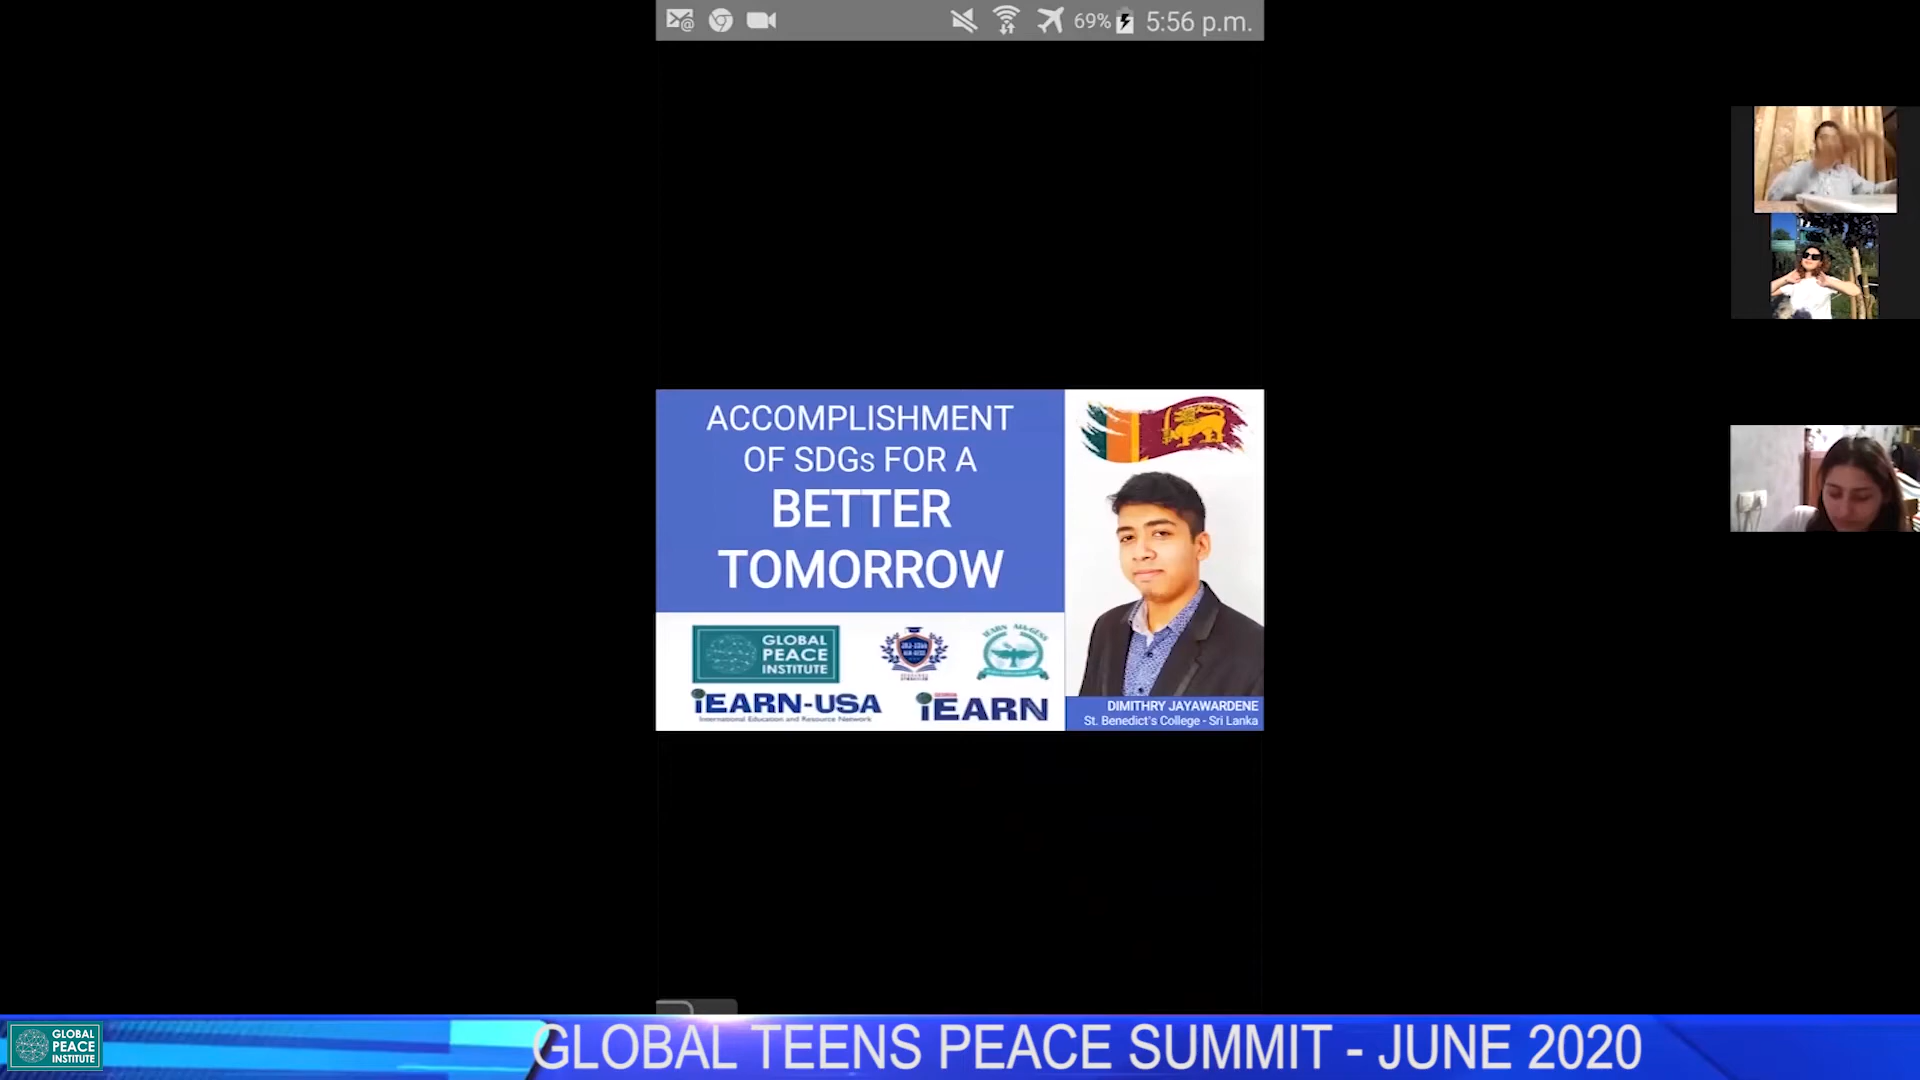 69% 5:56 p.m.
ACCOMPLISHMENT
OF SDGs FOR A
BETTER
TOMORROW
GLOBAL
PEACE
INSTITUTE
iEARN-USA
International Education and Resource Network
GEORGIA
iEARN
DIMITHRY JAYAWARDENE
St. Benedict's College - Sri Lanka
GLOBAL
PEACE
INSTITUTE
GLOBAL TEENS PEACE SUMMIT - JUNE 2020